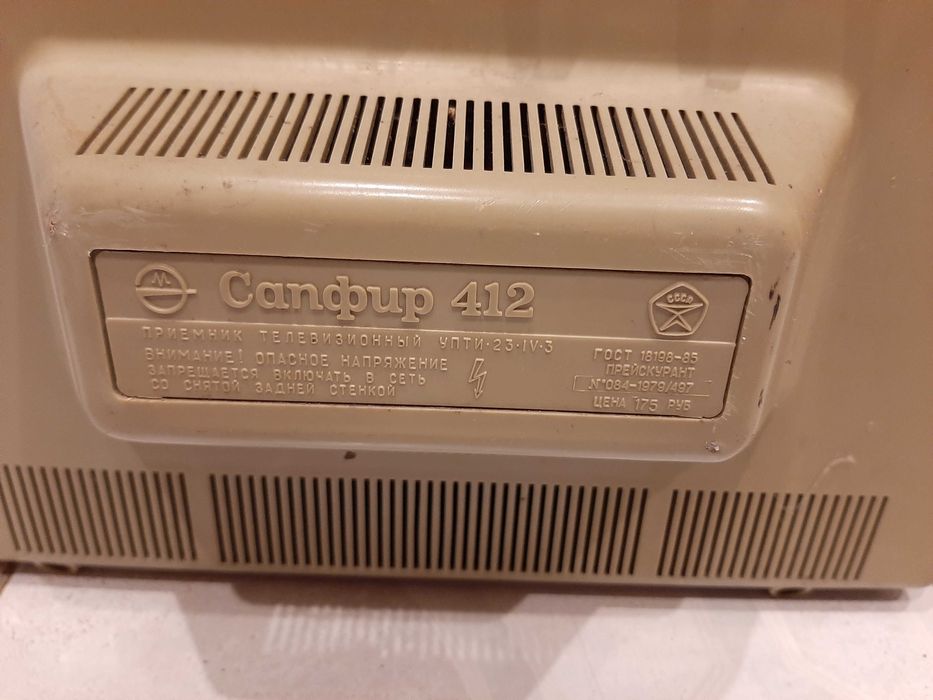 М
Сапфир 412
СССР
ПРИЕМНИК ТЕЛЕВИЗИОННЫЙ УПТИ·23·IV·3
ВНИМАНИЕ! ОПАСНОЕ НАПРЯЖЕНИЕ
ЗАПРЕЩАЕТСЯ ВКЛЮЧАТЬ В СЕТЬ
СО СНЯТОЙ ЗАДНЕЙ СТЕНКОЙ
ГОСТ 18198-85
ПРЕЙСКУРАНТ
№084-1979/497
ЦЕНА 175 РУБ